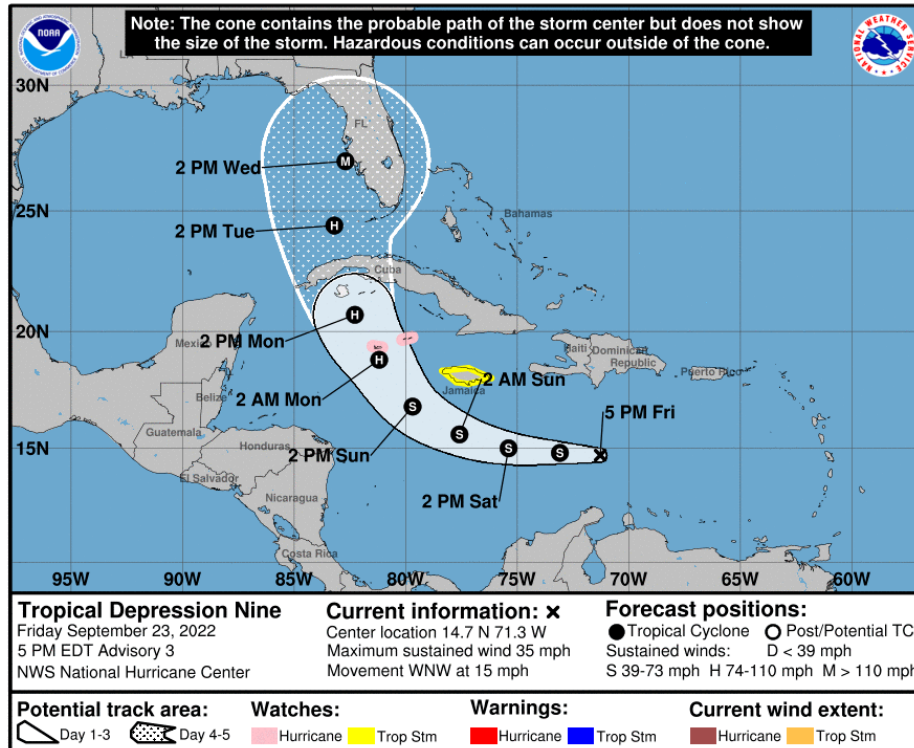 Note: The cone contains the probable path of the storm center but does not show
the size of the storm. Hazardous conditions can occur outside of the cone.
NOAA
NATIONAL WEATHER SERVICE
30N
FL
2 PM Wed
25N
2 PM Tue
Bahamas
Cuba
20N
Mexico
2 PM Mon
Haiti
Dominican
Republic
Puerto Rico
2 AM Sun
Jamaica
Belize
2 AM Mon
5 PM Fri
Guatemala
Honduras
2 PM Sun
15N
El Salvador
2 PM Sat
Nicaragua
Costa Rica
M
H
H
H
S
S
S
S
95W 90W 85W 80W 75W 70W 65W 60W
Tropical Depression Nine
Friday September 23, 2022
5 PM EDT Advisory 3
NWS National Hurricane Center
Current information: x
Center location 14.7 N 71.3 W
Maximum sustained wind 35 mph
Movement WNW at 15 mph
Forecast positions:
Tropical Cyclone Post/Potential TC
Sustained winds: D < 39 mph
S 39-73 mph H 74-110 mph M > 110 mph
Potential track area:
Day 1-3 Day 4-5
Watches:
Hurricane Trop Stm
Warnings:
Hurricane Trop Stm
Current wind extent:
Hurricane Trop Stm